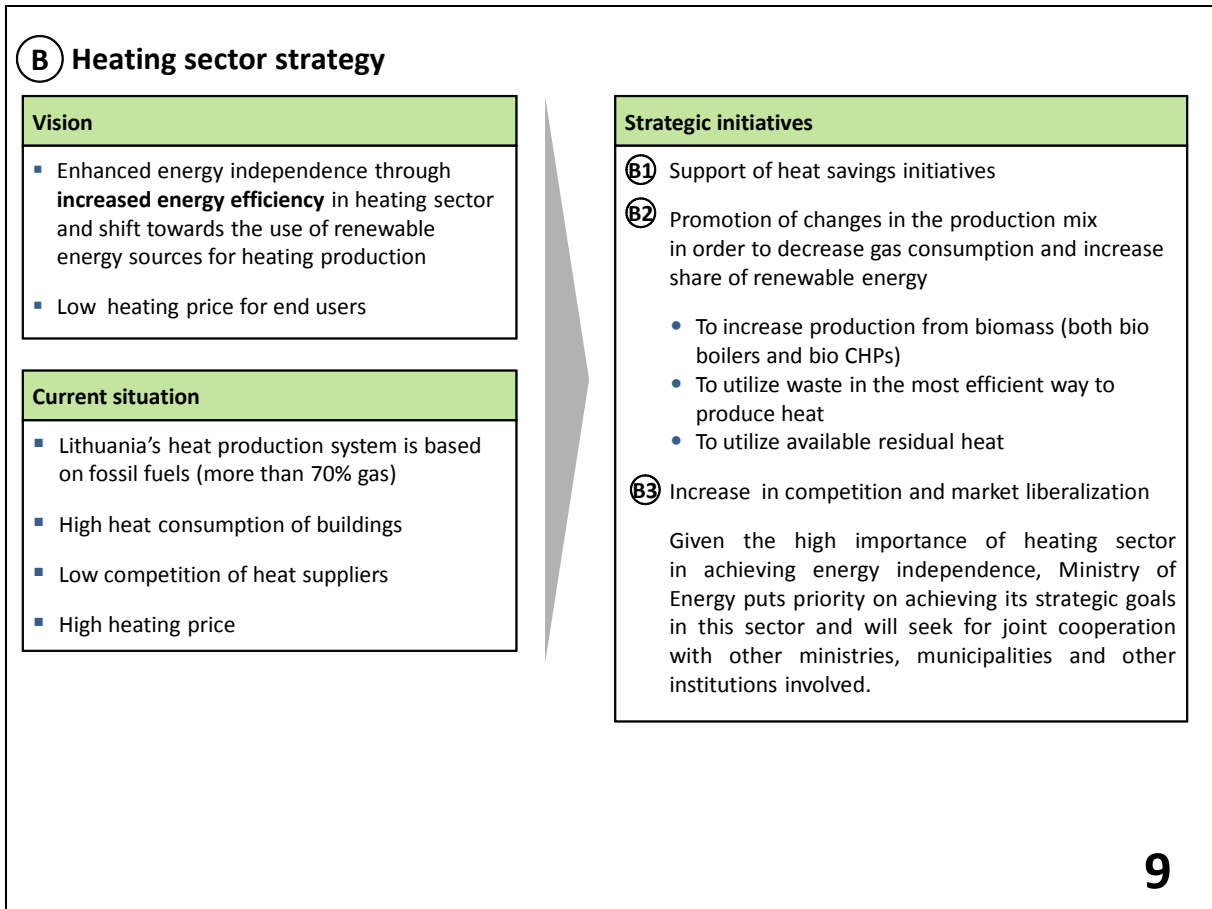 B Heating sector strategy
Vision
▪ Enhanced energy independence through
increased energy efficiency in heating sector
and shift towards the use of renewable
energy sources for heating production
▪ Low heating price for end users
Current situation
▪ Lithuania's heat production system is based
on fossil fuels (more than 70% gas)
▪ High heat consumption of buildings
▪ Low competition of heat suppliers
▪ High heating price
Strategic initiatives
B1 Support of heat savings initiatives
B2 Promotion of changes in the production mix
in order to decrease gas consumption and increase
share of renewable energy
• To increase production from biomass (both bio
boilers and bio CHPs)
• To utilize waste in the most efficient way to
produce heat
• To utilize available residual heat
B3 Increase in competition and market liberalization
Given the high importance of heating sector
in achieving energy independence, Ministry of
Energy puts priority on achieving its strategic goals
in this sector and will seek for joint cooperation
with other ministries, municipalities and other
institutions involved.
9